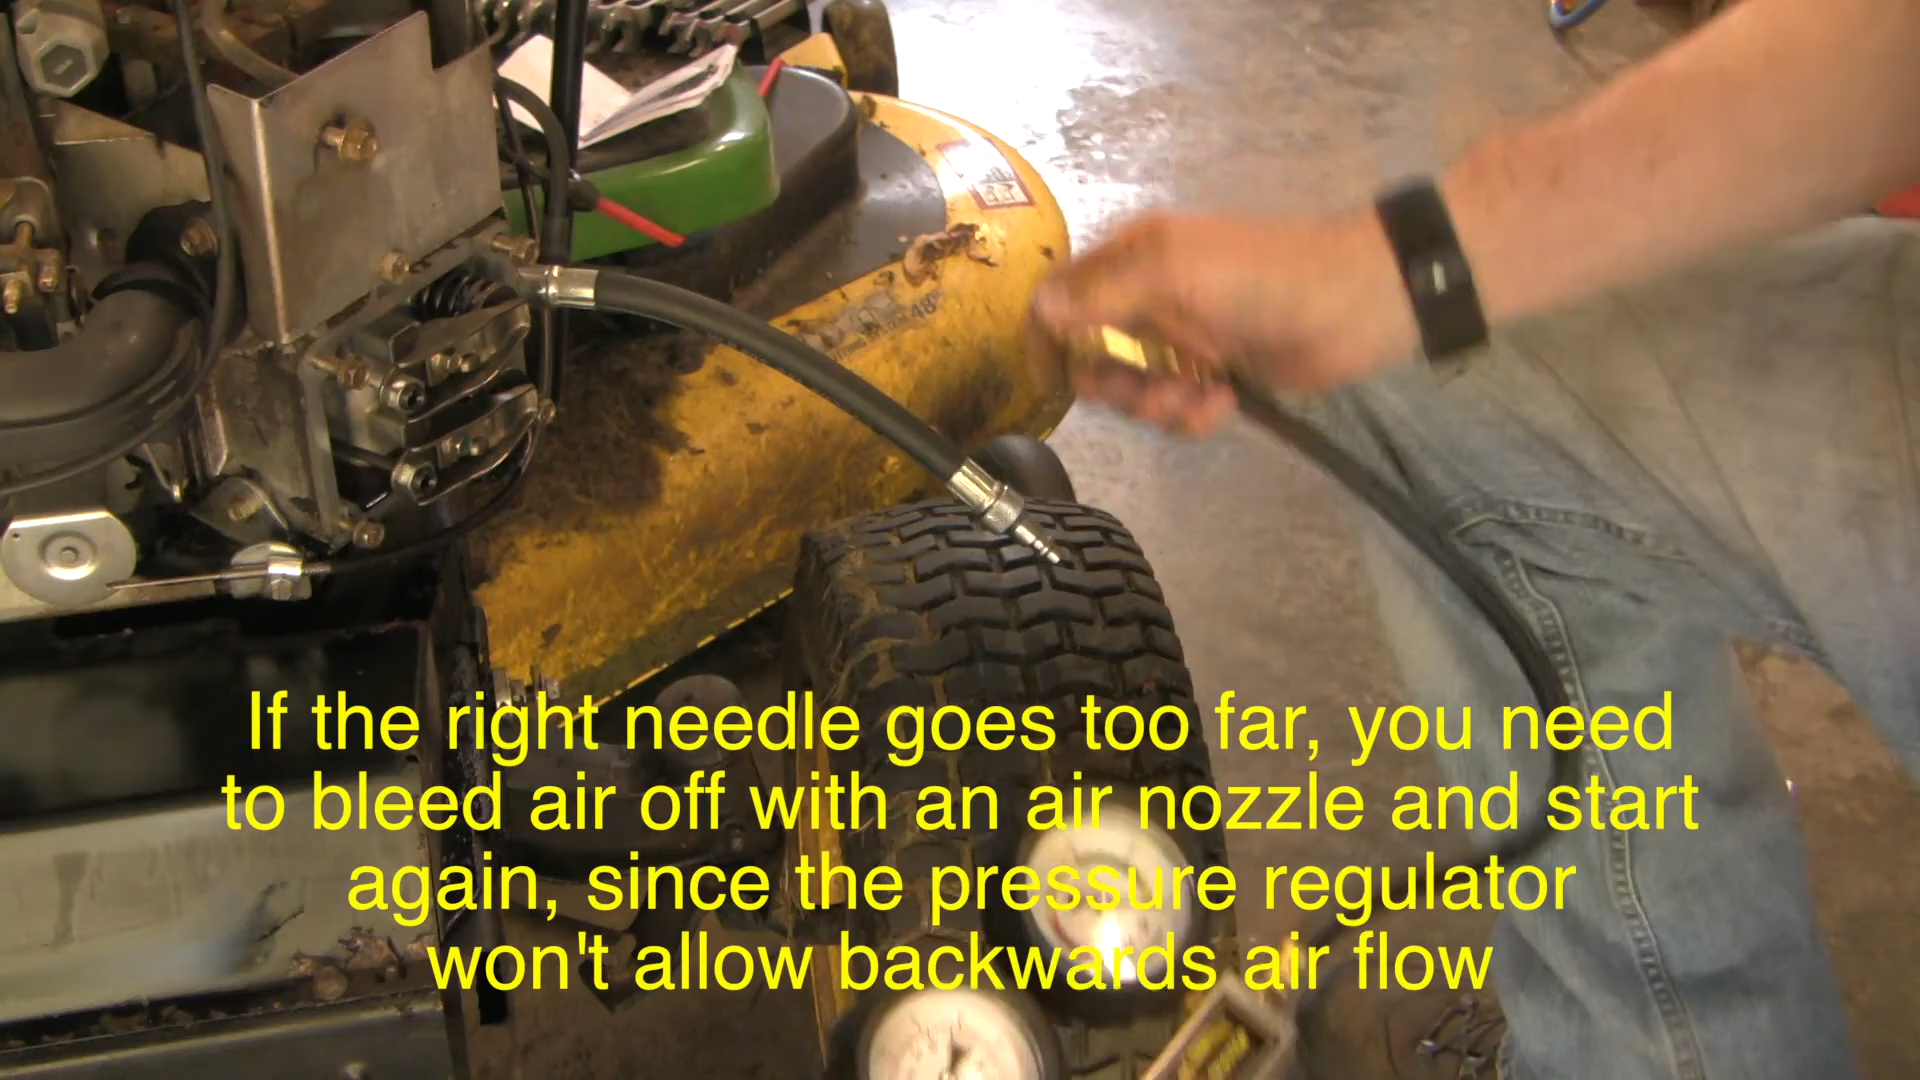 48"
If the right needle goes too far, you need
to bleed air off with an air nozzle and start
again, since the pressure regulator
won't allow backwards air flow